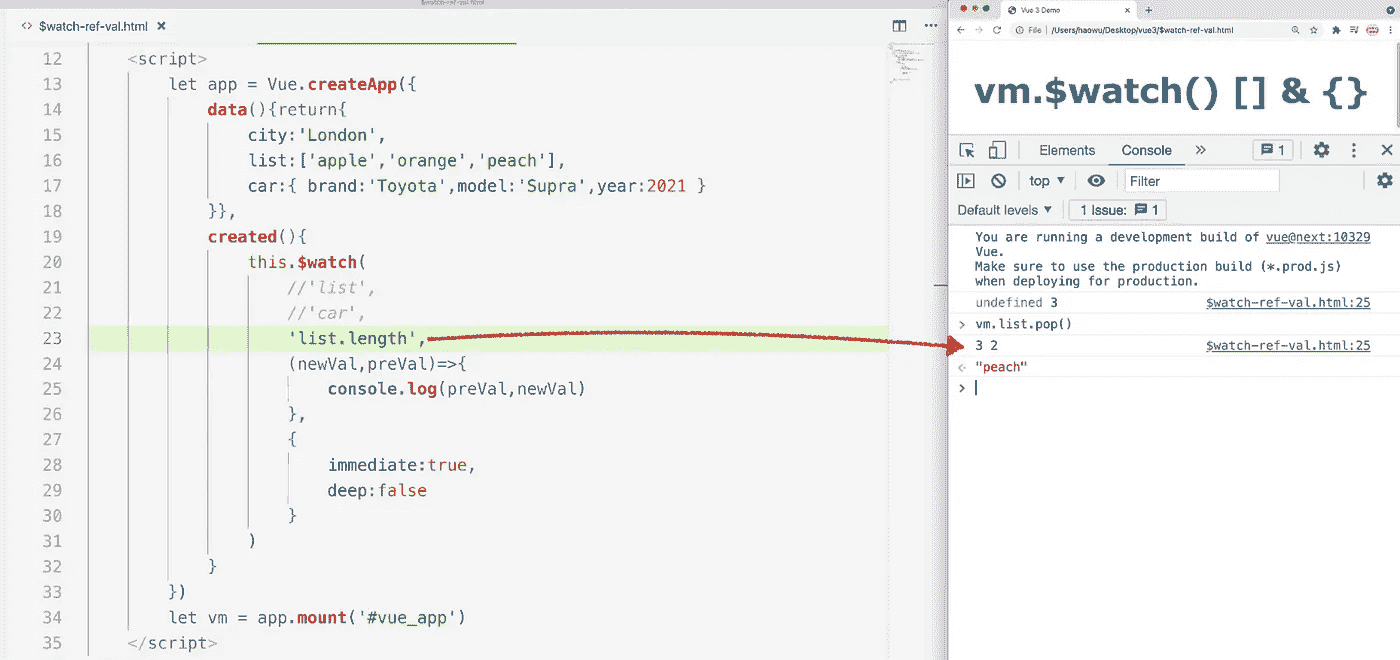 $watch-ref-val.html
<> $watch-ref-val.html ×
12 <script>
13 let app = Vue.createApp({
14 data(){return{
15 city:'London',
16 list:['apple','orange','peach'],
17 car:{ brand:'Toyota',model:'Supra',year:2021 }
18 }},
19 created(){
20 this.$watch(
21 //'list',
22 //'car',
23 'list.length',
24 (newVal,preVal)=>{
25 console.log(preVal,newVal)
26 },
27 {
28 immediate:true,
29 deep:false
30 }
31 )
32 }
33 })
34 let vm = app.mount('#vue_app')
35 </script>
Vue 3 Demo
File | /Users/haowu/Desktop/vue3/$watch-ref-val.html
vm.$watch() [] & {}
Elements Console » 1
top ▼ Filter
Default levels ▼ 1 Issue: 1
You are running a development build of vue@next:10329
Vue.
Make sure to use the production build (*.prod.js)
when deploying for production.
undefined 3 $watch-ref-val.html:25
> vm.list.pop()
3 2 $watch-ref-val.html:25
"peach"
>